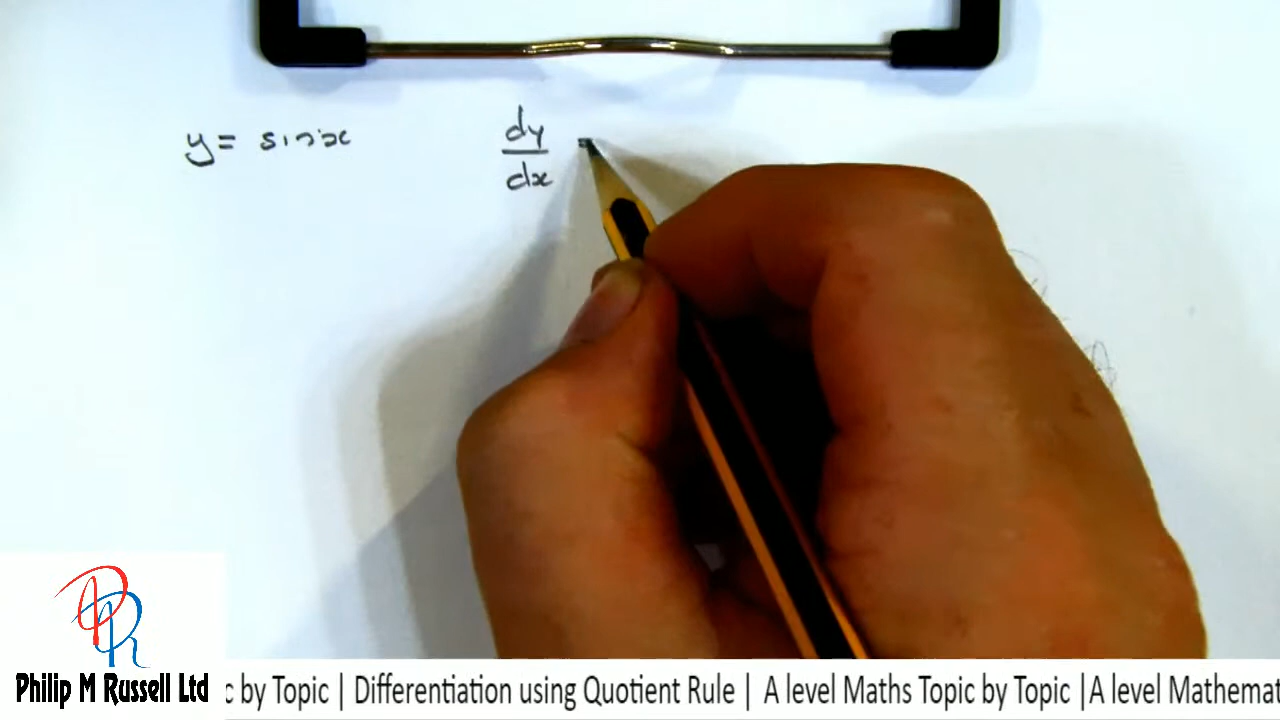 y = sin x
dy/dx =
Philip M Russell Ltd
c by Topic | Differentiation using Quotient Rule | A level Maths Topic by Topic |A level Mathemat